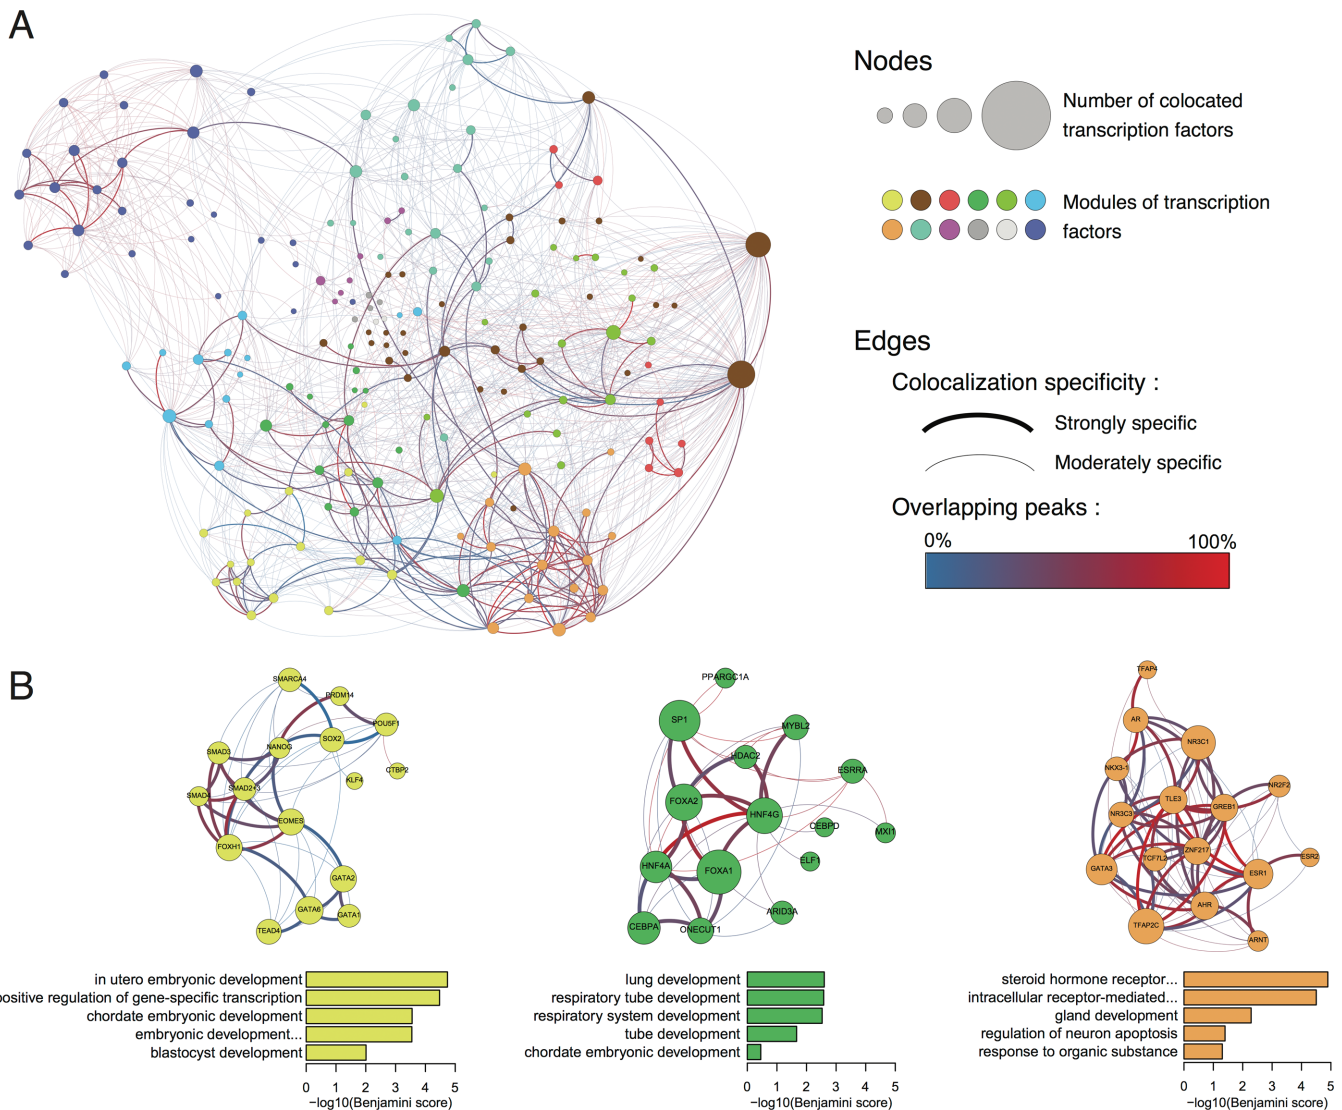 A
Nodes
Number of colocated
transcription factors
Modules of transcription
factors
Edges
Colocalization specificity :
Strongly specific
Moderately specific
Overlapping peaks :
0% 100%
B
SMARCA4
PRDM14
POU5F1
SOX2
NANOG
SMAD3
CTBP2
KLF4
SMAD2+3
SMAD4
EOMES
FOXH1
GATA2
GATA6
GATA1
TEAD4
PPARGC1A
SP1
MYBL2
HDAC2
ESRRA
FOXA2
HNF4G
CEBPD
MXI1
ELF1
HNF4A
FOXA1
ARID3A
CEBPA
ONECUT1
TFAP4
AR
NR3C1
NKX3-1
NR2F2
TLE3
GREB1
NR3C3
ZNF217
TCF7L2
ESR2
GATA3
ESR1
AHR
TFAP2C
ARNT
in utero embryonic development
positive regulation of gene-specific transcription
chordate embryonic development
embryonic development...
blastocyst development
0 1 2 3 4 5
−log10(Benjamini score)
lung development
respiratory tube development
respiratory system development
tube development
chordate embryonic development
0 1 2 3 4 5
−log10(Benjamini score)
steroid hormone receptor...
intracellular receptor-mediated...
gland development
regulation of neuron apoptosis
response to organic substance
0 1 2 3 4 5
−log10(Benjamini score)